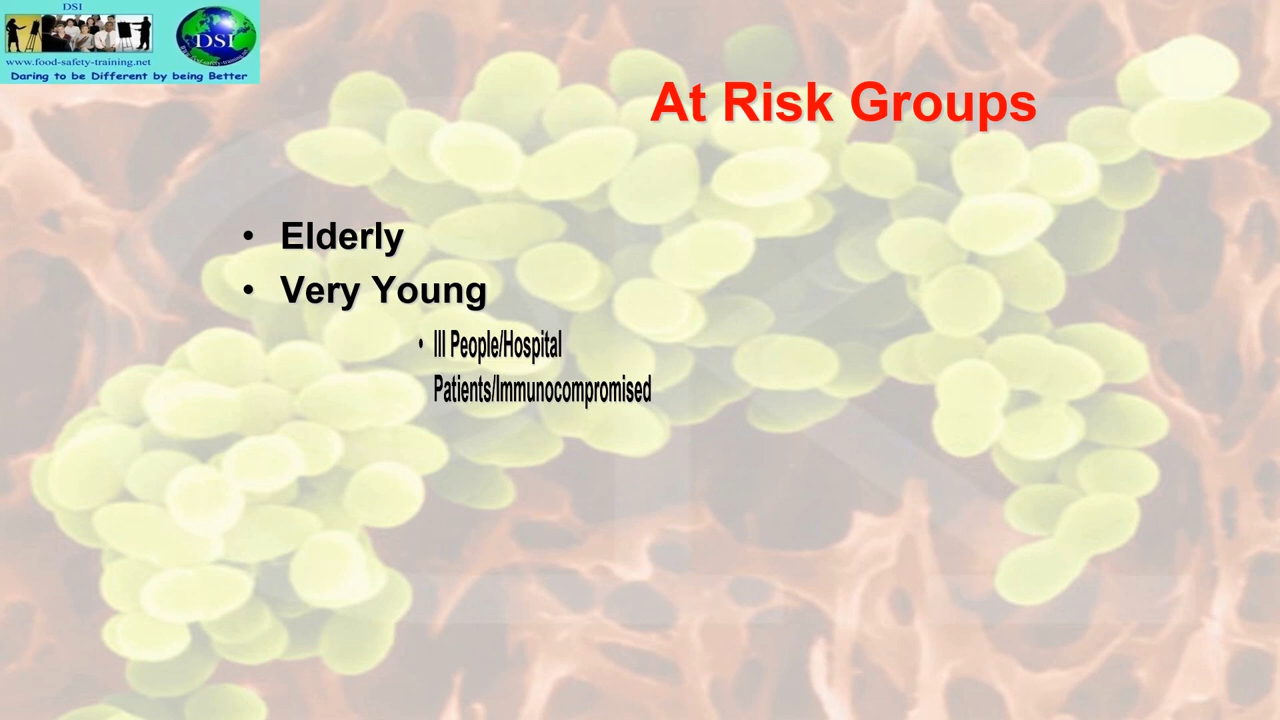 DSI
DSI
www.food-safety-training.net
Daring to be Different by being Better
At Risk Groups
• Elderly
• Very Young
• Ill People/Hospital
Patients/Immunocompromised